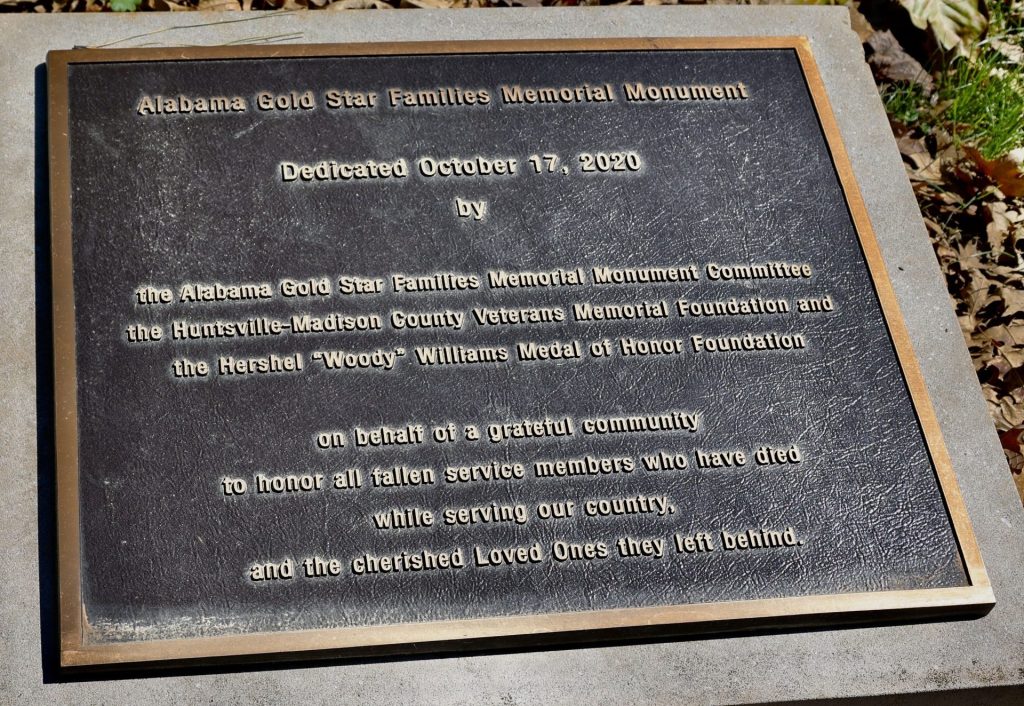 Alabama Gold Star Families Memorial Monument
Dedicated October 17, 2020
by
the Alabama Gold Star Families Memorial Monument Committee
the Huntsville-Madison County Veterans Memorial Foundation and
the Hershel “Woody” Williams Medal of Honor Foundation
on behalf of a grateful community
to honor all fallen service members who have died
while serving our country,
and the cherished Loved Ones they left behind.